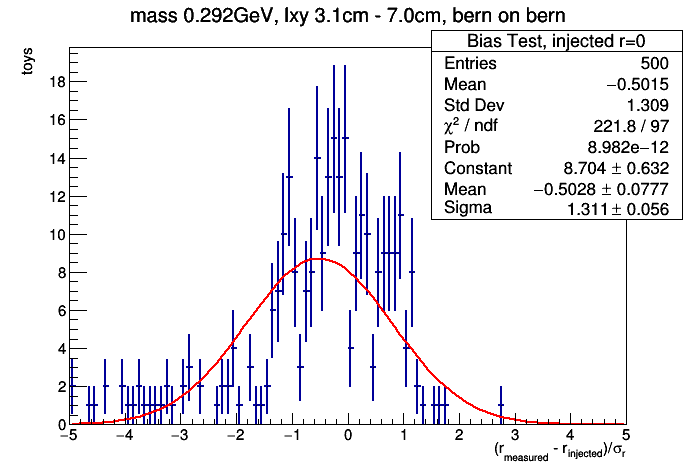 mass 0.292GeV, lxy 3.1cm - 7.0cm, bern on bern
Bias Test, injected r=0
Entries 500
Mean −0.5015
Std Dev 1.309
χ² / ndf 221.8 / 97
Prob 8.982e−12
Constant 8.704 ± 0.632
Mean −0.5028 ± 0.0777
Sigma 1.311 ± 0.056
toys
18
16
14
12
10
8
6
4
2
0
−5 −4 −3 −2 −1 0 1 2 3 4 5
(r_measured - r_injected)/σ_r